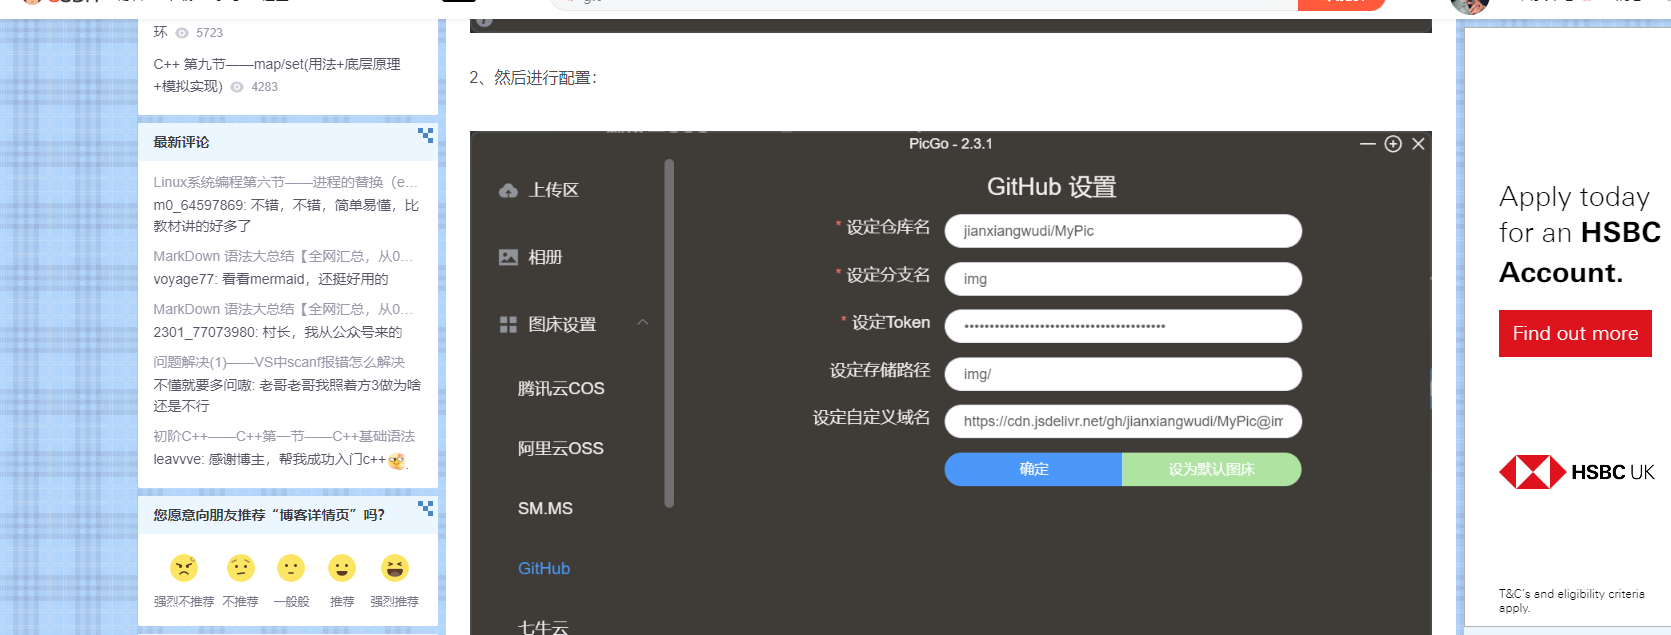 环 5723
C++ 第九节——map/set(用法+底层原理
+模拟实现) 4283
最新评论
Linux系统编程第六节——进程的替换（e...
m0_64597869: 不错，不错，简单易懂，比
教材讲的好多了
MarkDown 语法大总结【全网汇总，从0...
voyage77: 看看mermaid，还挺好用的
MarkDown 语法大总结【全网汇总，从0...
2301_77073980: 村长，我从公众号来的
问题解决(1)——VS中scanf报错怎么解决
不懂就要多问嗷: 老哥老哥我照着方3做为啥
还是不行
初阶C++——C++第一节——C++基础语法
leavvve: 感谢博主，帮我成功入门c++
您愿意向朋友推荐“博客详情页”吗?
强烈不推荐 不推荐 一般般 推荐 强烈推荐
2、然后进行配置：
PicGo - 2.3.1
上传区
相册
图床设置
腾讯云COS
阿里云OSS
SM.MS
GitHub
七牛云
GitHub 设置
* 设定仓库名 jianxiangwudi/MyPic
* 设定分支名 img
* 设定Token
设定存储路径 img/
设定自定义域名 https://cdn.jsdelivr.net/gh/jianxiangwudi/MyPic@im
确定 设为默认图床
Apply today
for an HSBC
Account.
Find out more
HSBC UK
T&C's and eligibility criteria
apply.